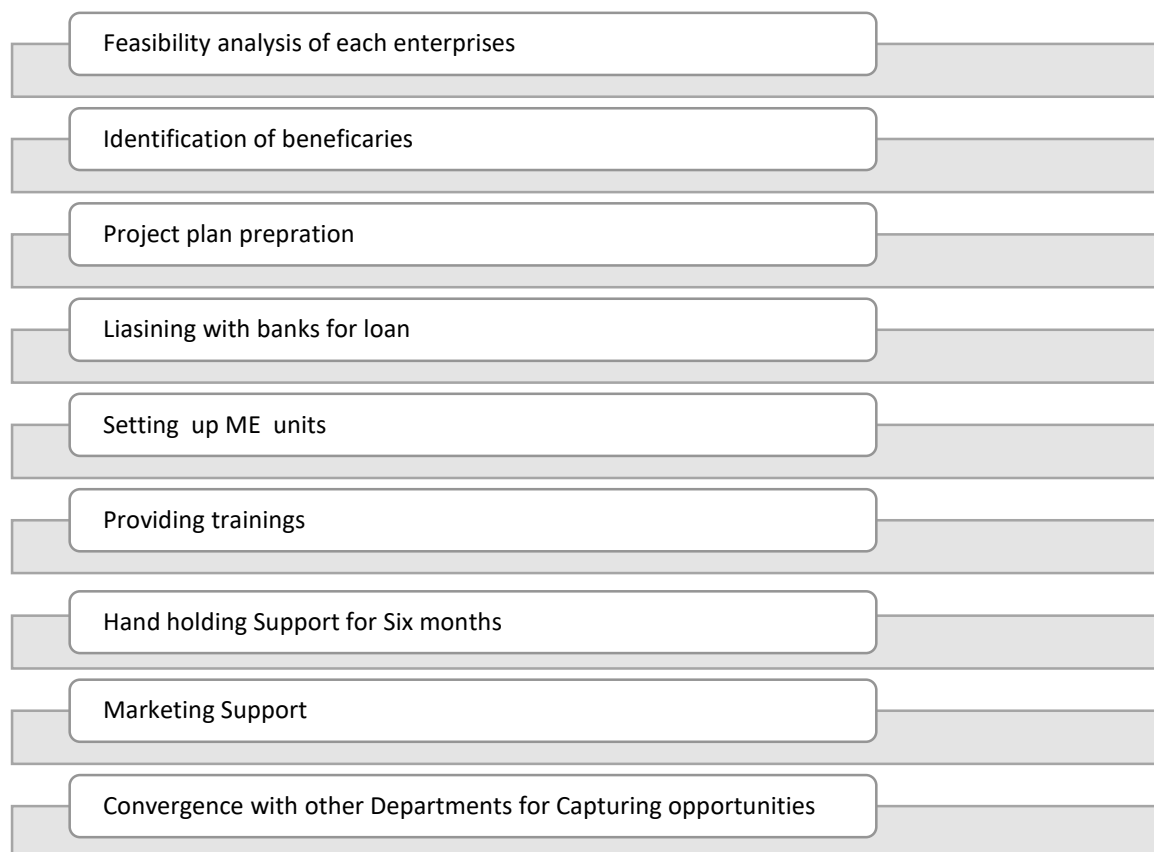 Feasibility analysis of each enterprises
Identification of beneficaries
Project plan prepration
Liasining with banks for loan
Setting  up ME  units
Providing trainings
Hand holding Support for Six months
Marketing Support
Convergence with other Departments for Capturing opportunities